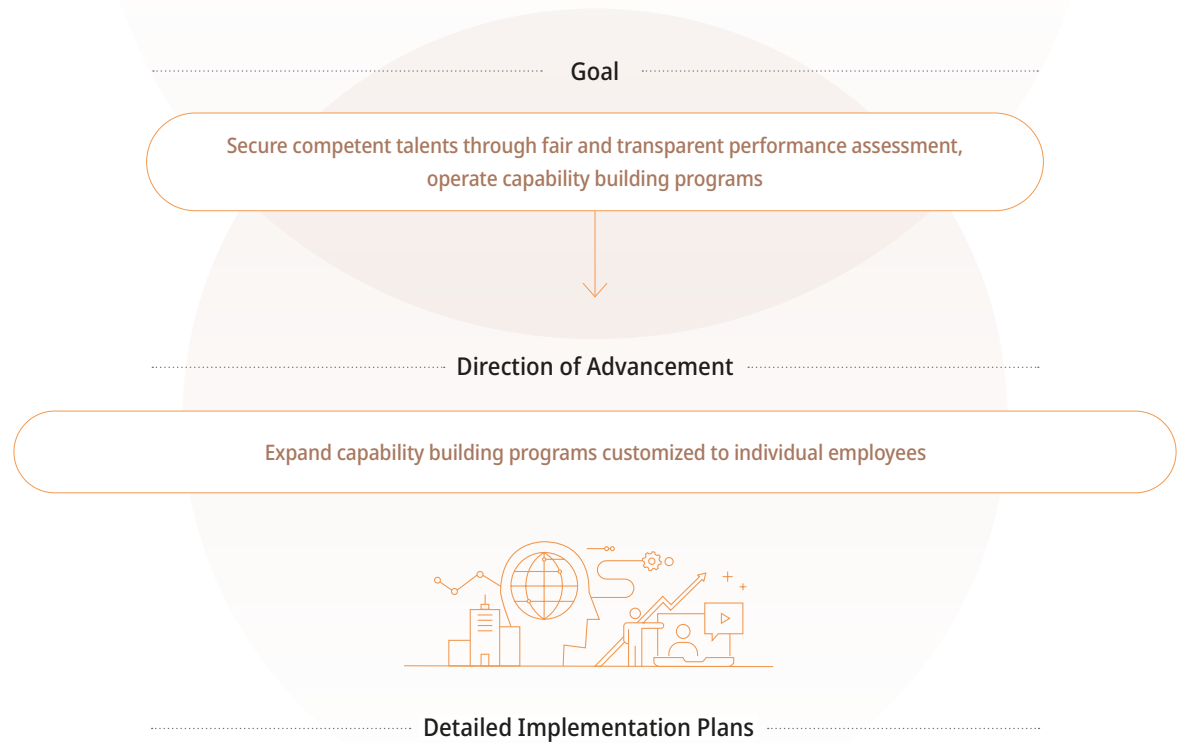 Goal
Secure competent talents through fair and transparent performance assessment,
operate capability building programs
Direction of Advancement
Expand capability building programs customized to individual employees
Detailed Implementation Plans